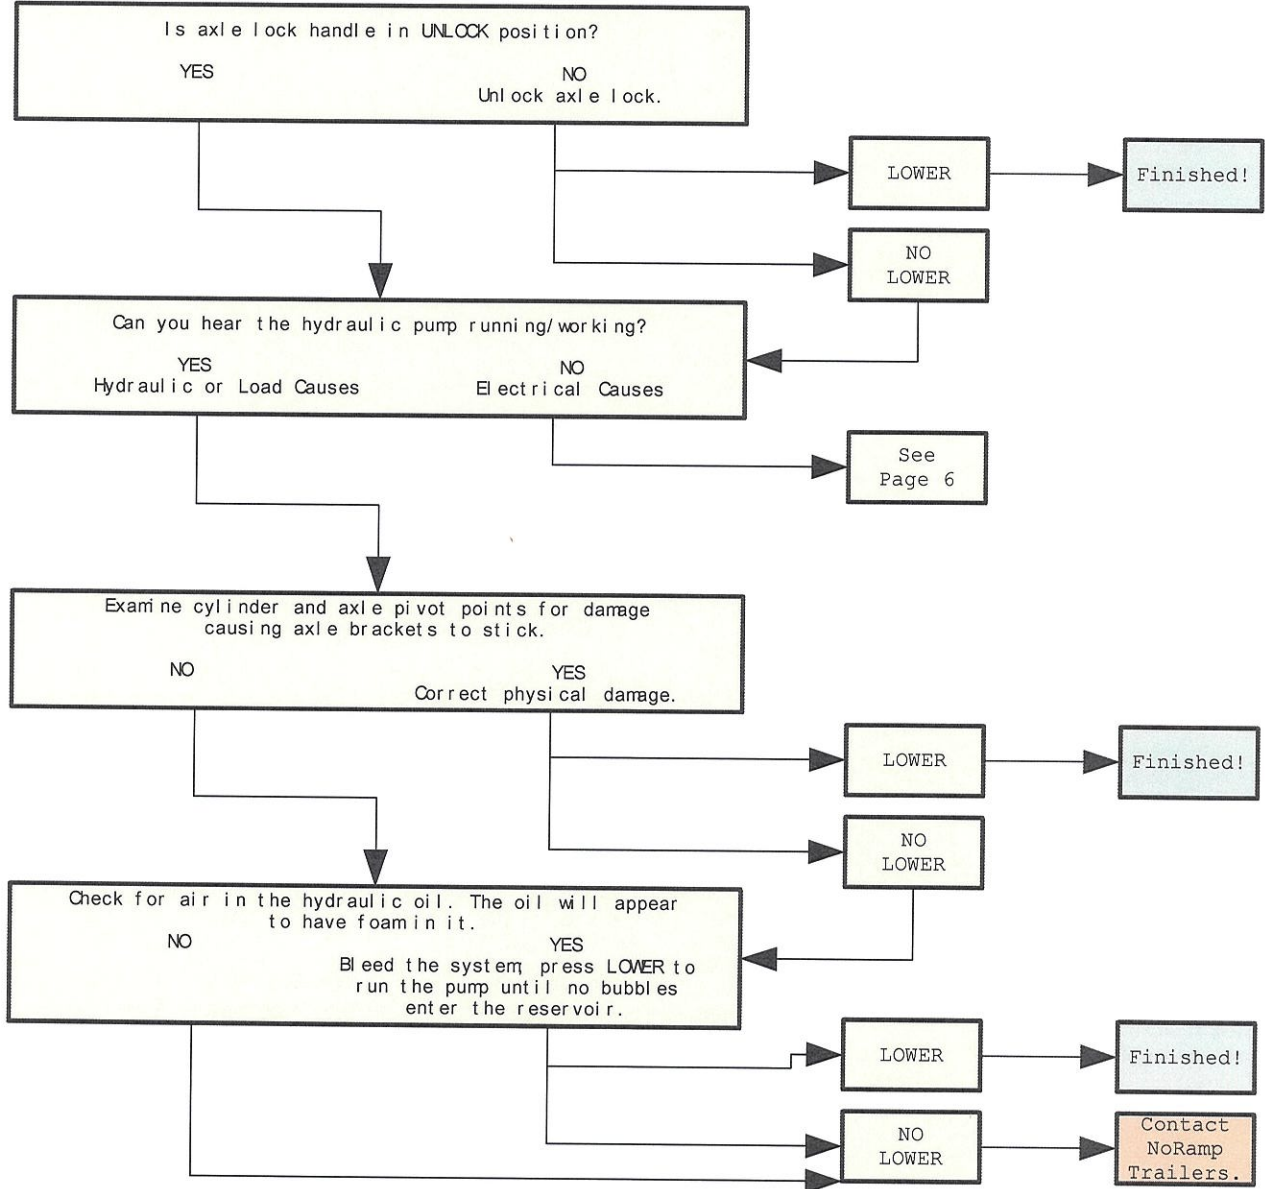 Is axle lock handle in UNLOCK position?
YES
NO
Unlock axle lock.
LOWER
Finished!
NO
LOWER
Can you hear the hydraulic pump running/working?
YES
NO
Hydraulic or Load Causes
Electrical Causes
See
Page 6
Examine cylinder and axle pivot points for damage
causing axle brackets to stick.
NO
YES
Correct physical damage.
LOWER
Finished!
NO
LOWER
Check for air in the hydraulic oil. The oil will appear
to have foam in it.
NO
YES
Bleed the system, press LOWER to
run the pump until no bubbles
enter the reservoir.
LOWER
Finished!
NO
LOWER
Contact
NoRamp
Trailers.